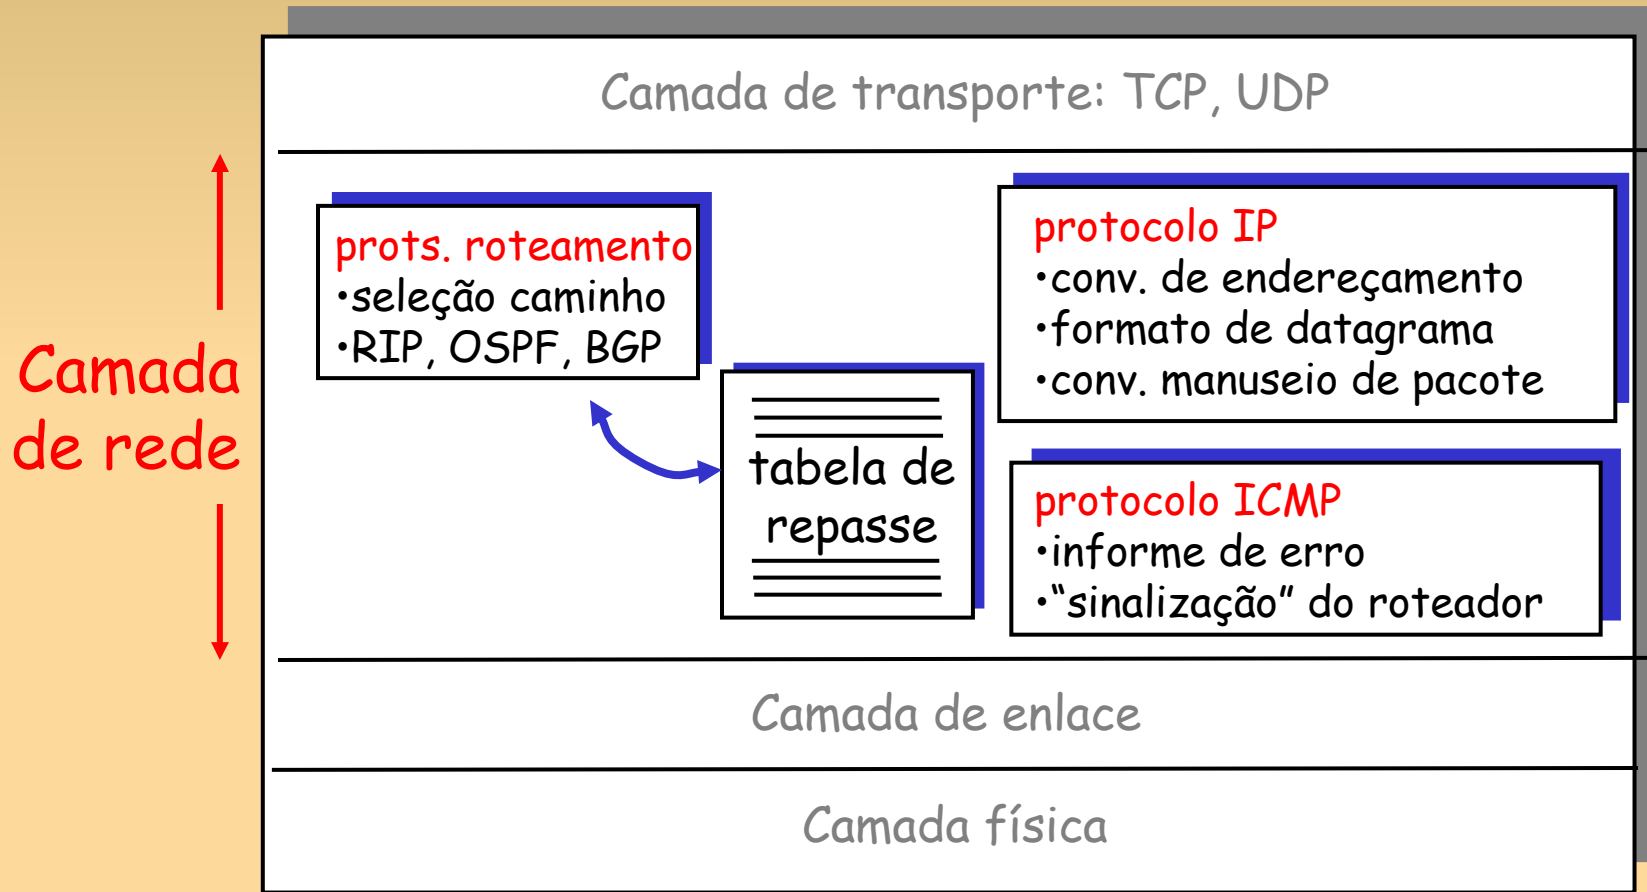 Camada de transporte: TCP, UDP
Camada
de rede
prots. roteamento
•seleção caminho
•RIP, OSPF, BGP
tabela de
repasse
protocolo IP
•conv. de endereçamento
•formato de datagrama
•conv. manuseio de pacote
protocolo ICMP
•informe de erro
•“sinalização” do roteador
Camada de enlace
Camada física